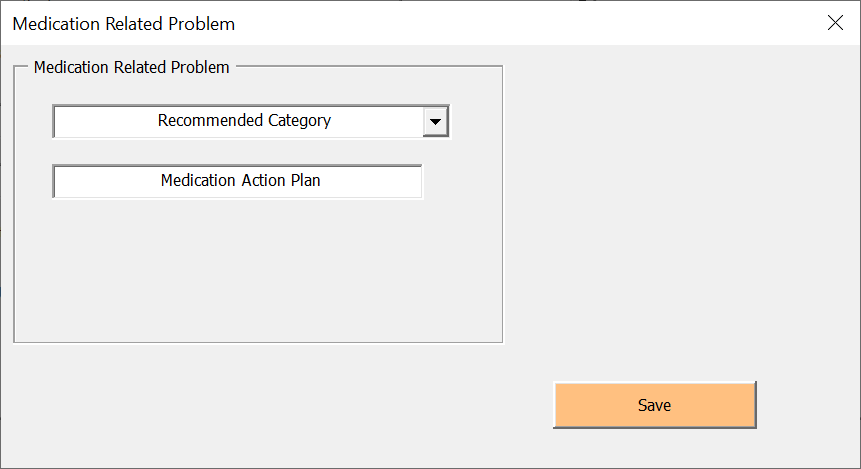 Medication Related Problem
Medication Related Problem
Recommended Category
Medication Action Plan
Save